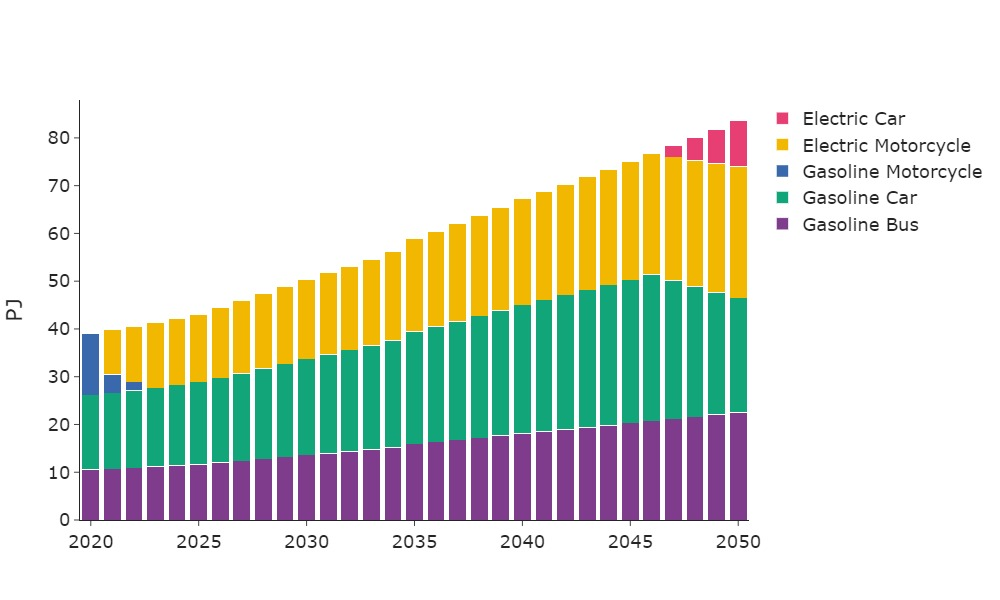 Electric Car
Electric Motorcycle
Gasoline Motorcycle
Gasoline Car
Gasoline Bus
PJ
80
70
60
50
40
30
20
10
0
2020 2025 2030 2035 2040 2045 2050